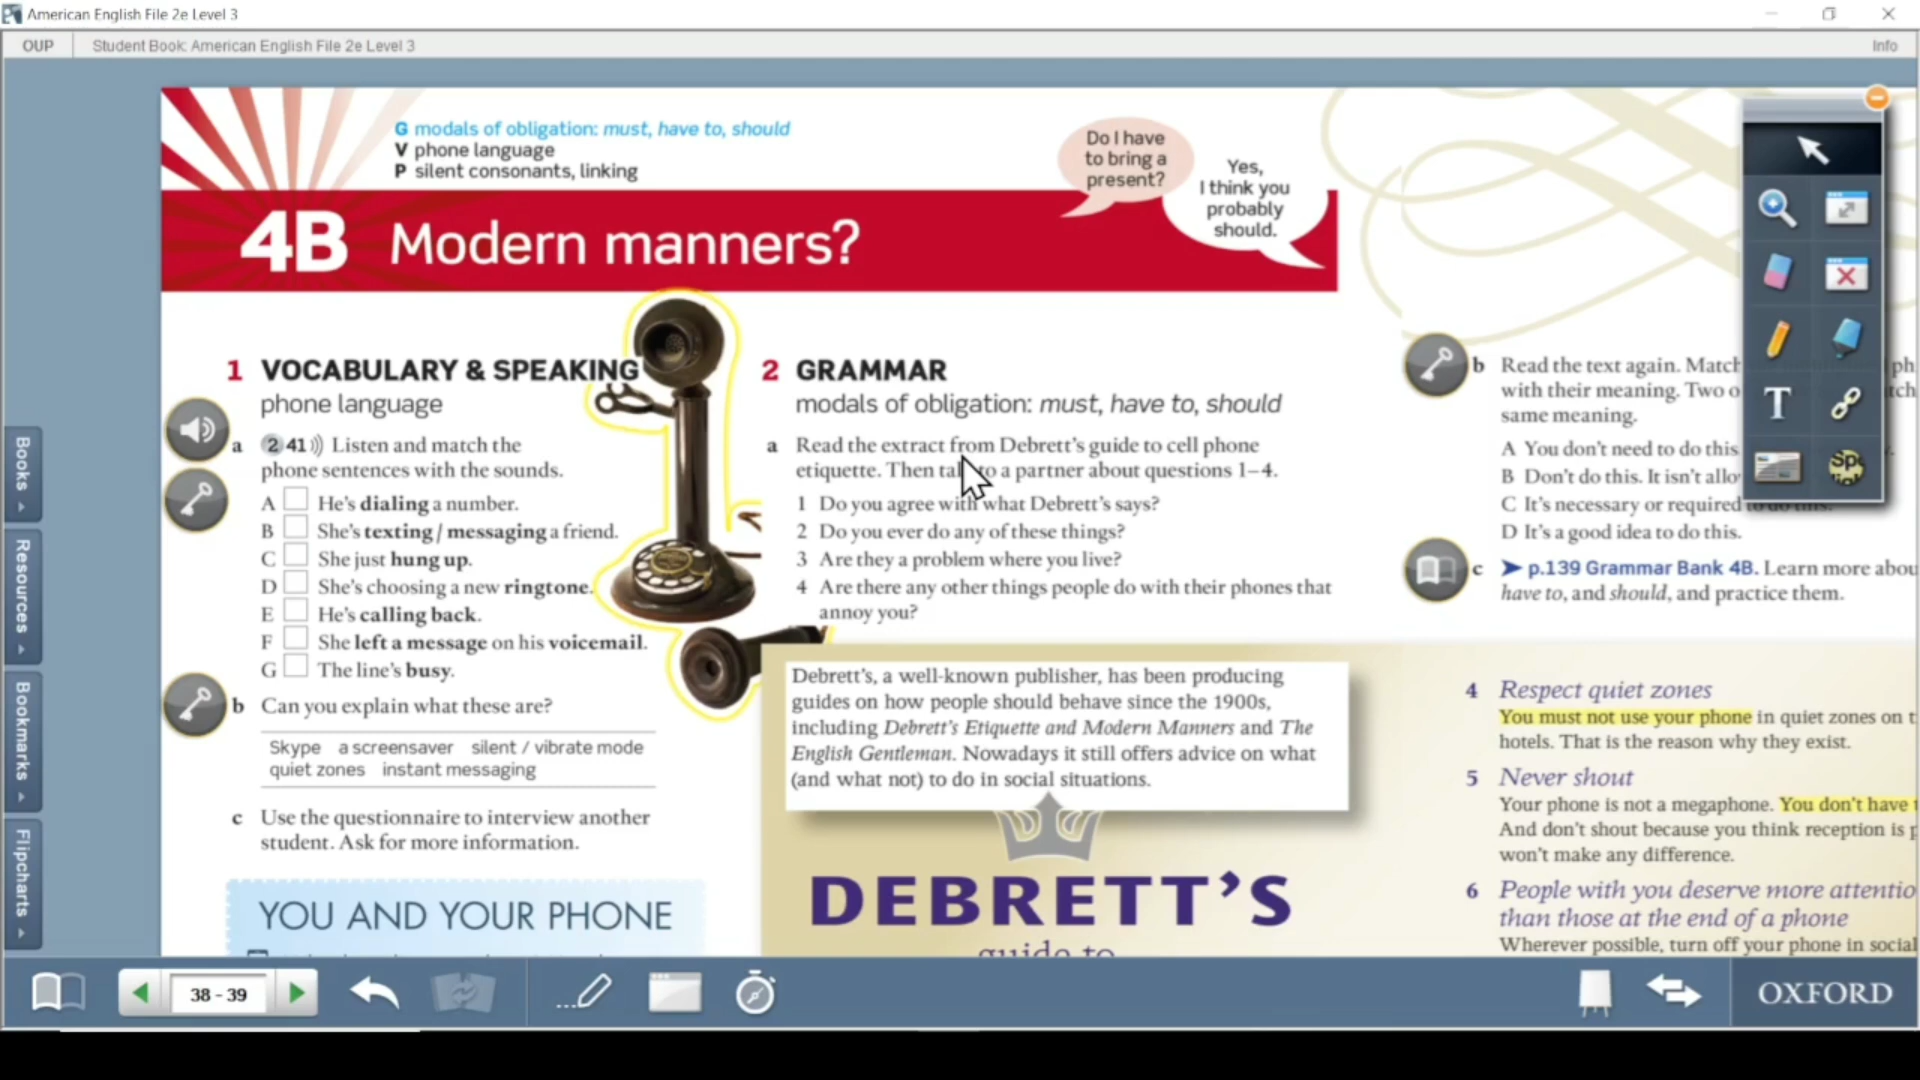 American English File 2e Level 3
OUP
Student Book: American English File 2e Level 3
Info
G modals of obligation: must, have to, should
V phone language
P silent consonants, linking
Do I have
to bring a
present?
Yes,
I think you
probably
should.
4B Modern manners?
1 VOCABULARY & SPEAKING
phone language
a 2 41 Listen and match the
phone sentences with the sounds.
A He's dialing a number.
B She's texting / messaging a friend.
C She just hung up.
D She's choosing a new ringtone.
E He's calling back.
F She left a message on his voicemail.
G The line's busy.
b Can you explain what these are?
Skype a screensaver silent / vibrate mode
quiet zones instant messaging
c Use the questionnaire to interview another
student. Ask for more information.
YOU AND YOUR PHONE
2 GRAMMAR
modals of obligation: must, have to, should
a Read the extract from Debrett's guide to cell phone
etiquette. Then talk to a partner about questions 1–4.
1 Do you agree with what Debrett's says?
2 Do you ever do any of these things?
3 Are they a problem where you live?
4 Are there any other things people do with their phones that
annoy you?
Debrett's, a well-known publisher, has been producing
guides on how people should behave since the 1900s,
including Debrett's Etiquette and Modern Manners and The
English Gentleman. Nowadays it still offers advice on what
(and what not) to do in social situations.
DEBRETT'S
guide to
b Read the text again. Match
with their meaning. Two
same meaning.
A You don't need to do this
B Don't do this. It isn't
C It's necessary or required to do this.
D It's a good idea to do this.
c p.139 Grammar Bank 4B. Learn more
have to, and should, and practice them.
4 Respect quiet zones
You must not use your phone in quiet zones on
hotels. That is the reason why they exist.
5 Never shout
Your phone is not a megaphone. You don't have
And don't shout because you think reception is
won't make any difference.
6 People with you deserve more
than those at the end of a phone
Wherever possible, turn off your phone in social
T
Books
Resources
Bookmarks
Flipcharts
38 - 39
OXFORD